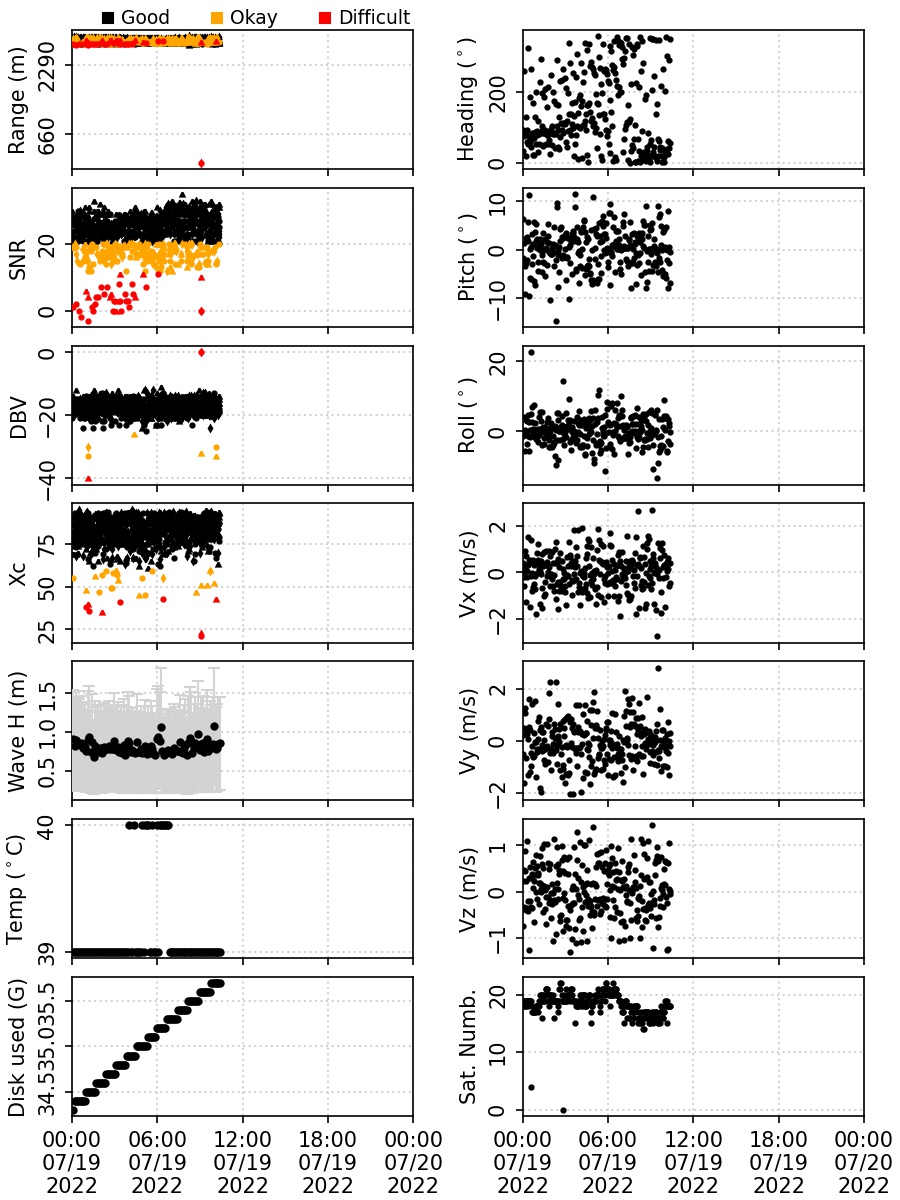 Good Okay Difficult
Range (m)
2290
660
Heading (°)
200
0
SNR
20
0
Pitch (°)
10
0
−10
DBV
0
−20
−40
Roll (°)
20
0
Xc
75
50
25
Vx (m/s)
2
0
−2
Wave H (m)
1.5
1.0
0.5
Vy (m/s)
2
0
−2
Temp (°C)
40
39
Vz (m/s)
1
0
−1
Disk used (G)
35.5
35.0
34.5
Sat. Numb.
20
10
0
00:00 06:00 12:00 18:00 00:00
07/19 07/19 07/19 07/19 07/20
2022 2022 2022 2022 2022
00:00 06:00 12:00 18:00 00:00
07/19 07/19 07/19 07/19 07/20
2022 2022 2022 2022 2022